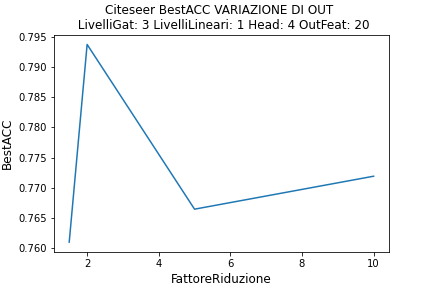 Citeseer BestACC VARIAZIONE DI OUT
LivelliGat: 3 LivelliLineari: 1 Head: 4 OutFeat: 20
0.795
0.790
0.785
0.780
0.775
0.770
0.765
0.760
BestACC
2 4 6 8 10
FattoreRiduzione